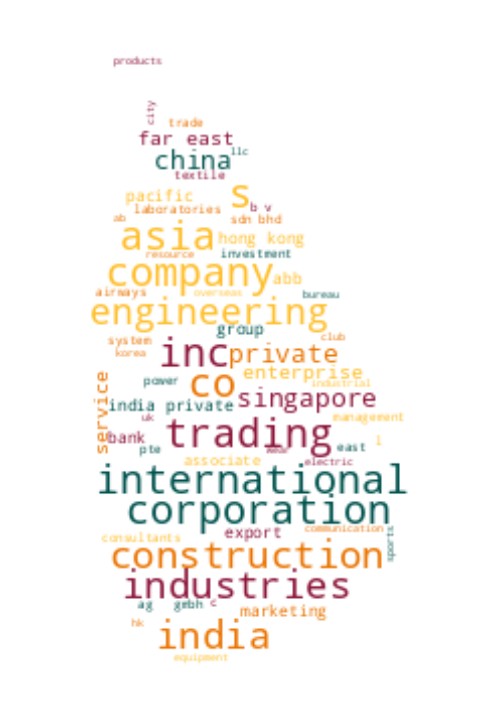 products
city
trade
far east
china
llc
textile
pacific
s
b v
laboratories
ab
sdn bhd
asia
hong kong
resource
investment
company
abb
airways
overseas
bureau
engineering
group
system
club
korea
inc
private
enterprise
power
co
industrial
service
india private
singapore
uk
management
bank
trading
l
pte
wear
east
associate
electric
international
corporation
export
communication
sports
consultants
construction
industries
ag
gmbh
c
marketing
hk
india
equipment